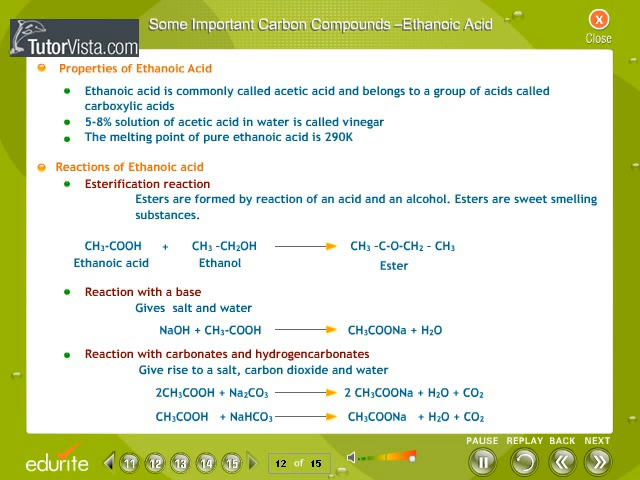 Some Important Carbon Compounds –Ethanoic Acid
TutorVista.com
Close
Properties of Ethanoic Acid
Ethanoic acid is commonly called acetic acid and belongs to a group of acids called
carboxylic acids
5-8% solution of acetic acid in water is called vinegar
The melting point of pure ethanoic acid is 290K
Reactions of Ethanoic acid
Esterification reaction
Esters are formed by reaction of an acid and an alcohol. Esters are sweet smelling
substances.
CH₃-COOH + CH₃ –CH₂OH CH₃ –C-O-CH₂ – CH₃
Ethanoic acid Ethanol Ester
Reaction with a base
Gives salt and water
NaOH + CH₃-COOH CH₃COONa + H₂O
Reaction with carbonates and hydrogencarbonates
Give rise to a salt, carbon dioxide and water
2CH₃COOH + Na₂CO₃ 2 CH₃COONa + H₂O + CO₂
CH₃COOH + NaHCO₃ CH₃COONa + H₂O + CO₂
PAUSE REPLAY BACK NEXT
edurite 11 12 13 14 15 12 of 15